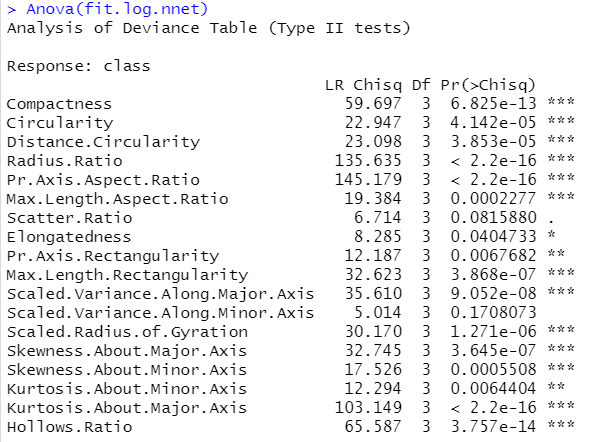 > Anova(fit.log.nnet)
Analysis of Deviance Table (Type II tests)
Response: class
LR Chisq Df Pr(>Chisq)
Compactness 59.697 3 6.825e-13 ***
Circularity 22.947 3 4.142e-05 ***
Distance.Circularity 23.098 3 3.853e-05 ***
Radius.Ratio 135.635 3 < 2.2e-16 ***
Pr.Axis.Aspect.Ratio 145.179 3 < 2.2e-16 ***
Max.Length.Aspect.Ratio 19.384 3 0.0002277 ***
Scatter.Ratio 6.714 3 0.0815880 .
Elongatedness 8.285 3 0.0404733 *
Pr.Axis.Rectangularity 12.187 3 0.0067682 **
Max.Length.Rectangularity 32.623 3 3.868e-07 ***
Scaled.Variance.Along.Major.Axis 35.610 3 9.052e-08 ***
Scaled.Variance.Along.Minor.Axis 5.014 3 0.1708073
Scaled.Radius.of.Gyration 30.170 3 1.271e-06 ***
Skewness.About.Major.Axis 32.745 3 3.645e-07 ***
Skewness.About.Minor.Axis 17.526 3 0.0005508 ***
Kurtosis.About.Minor.Axis 12.294 3 0.0064404 **
Kurtosis.About.Major.Axis 103.149 3 < 2.2e-16 ***
Hollows.Ratio 65.587 3 3.757e-14 ***